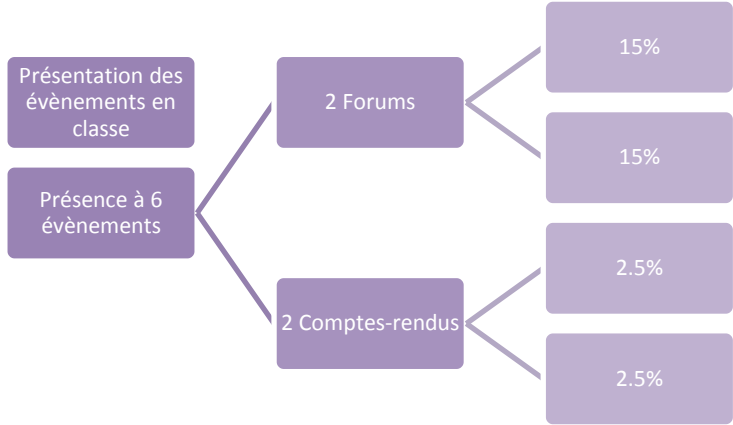 Présentation des
évènements en
classe
Présence à 6
évènements
2 Forums
15%
15%
2 Comptes-rendus
2.5%
2.5%